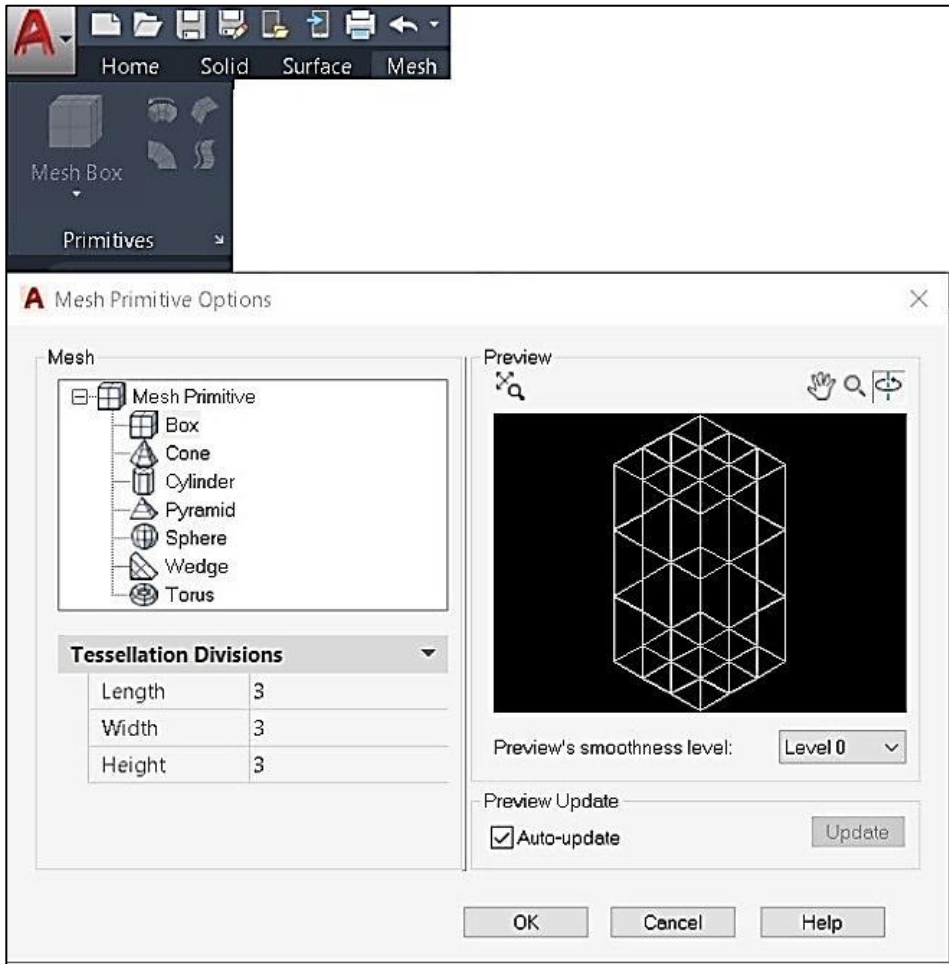 Home Solid Surface Mesh
Mesh Box
Primitives
A Mesh Primitive Options
Mesh
Mesh Primitive
Box
Cone
Cylinder
Pyramid
Sphere
Wedge
Torus
Tessellation Divisions
Length 3
Width 3
Height 3
Preview
Preview's smoothness level: Level 0
Preview Update
Auto-update Update
OK Cancel Help